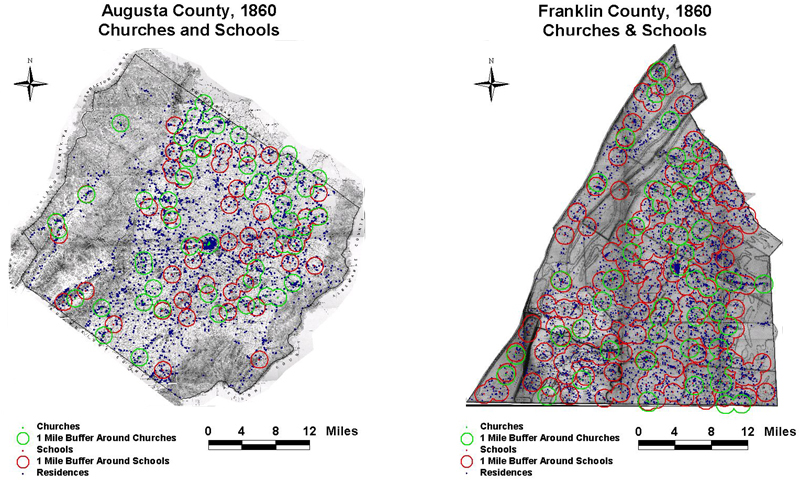 Augusta County, 1860
Churches and Schools
N
Churches
1 Mile Buffer Around Churches
Schools
1 Mile Buffer Around Schools
Residences
0 4 8 12 Miles
Franklin County, 1860
Churches & Schools
N
Churches
1 Mile Buffer Around Churches
Schools
1 Mile Buffer Around Schools
Residences
0 4 8 12 Miles